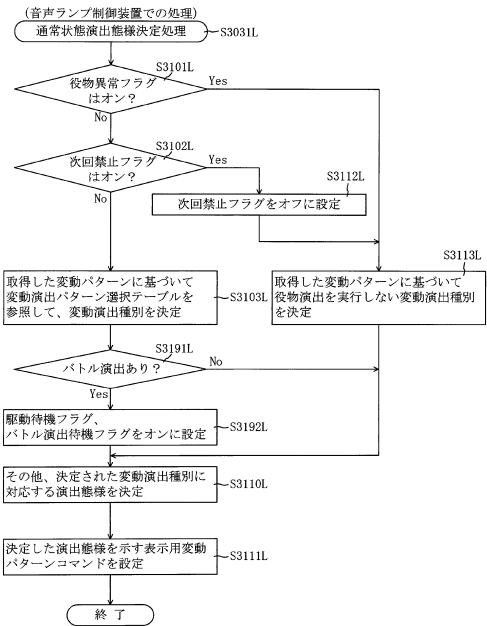 (音声ランプ制御装置での処理)
通常状態演出態様決定処理
S3031L
S3101L
役物異常フラグ
はオン?
Yes
No
S3102L
次回禁止フラグ
はオン?
Yes
No
S3112L
次回禁止フラグをオフに設定
S3113L
取得した変動パターンに基づいて
変動演出パターン選択テーブルを
参照して、変動演出種別を決定
S3103L
取得した変動パターンに基づいて
役物演出を実行しない変動演出種別
を決定
S3191L
バトル演出あり?
No
Yes
駆動待機フラグ、
バトル演出待機フラグをオンに設定
S3192L
その他、決定された変動演出種別に
対応する演出態様を決定
S3110L
決定した演出態様を示す表示用変動
パターンコマンドを設定
S3111L
終了